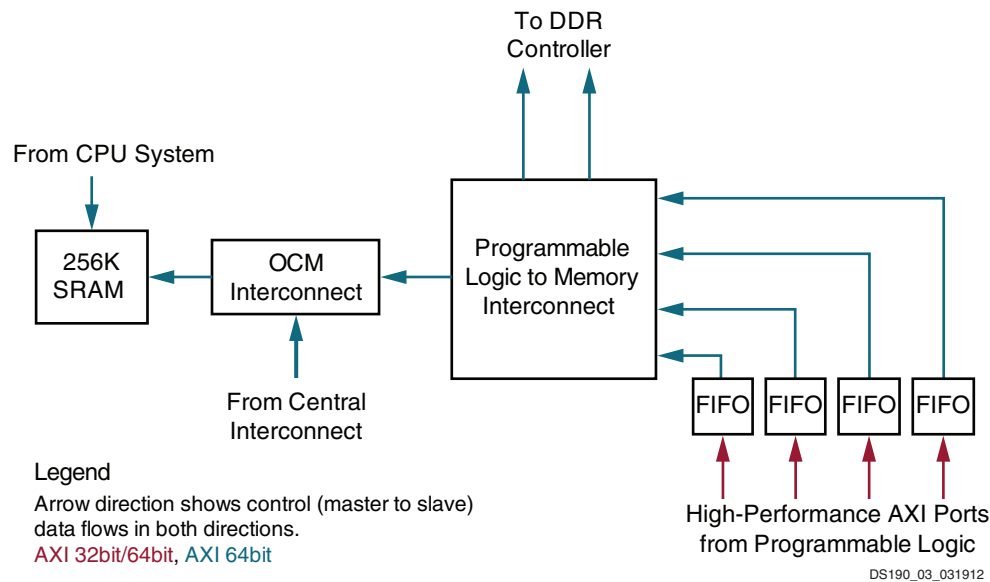 To DDR
Controller
From CPU System
256K
SRAM
OCM
Interconnect
Programmable
Logic to Memory
Interconnect
From Central
Interconnect
FIFO
FIFO
FIFO
FIFO
High-Performance AXI Ports
from Programmable Logic
Legend
Arrow direction shows control (master to slave)
data flows in both directions.
AXI 32bit/64bit, AXI 64bit
DS190_03_031912